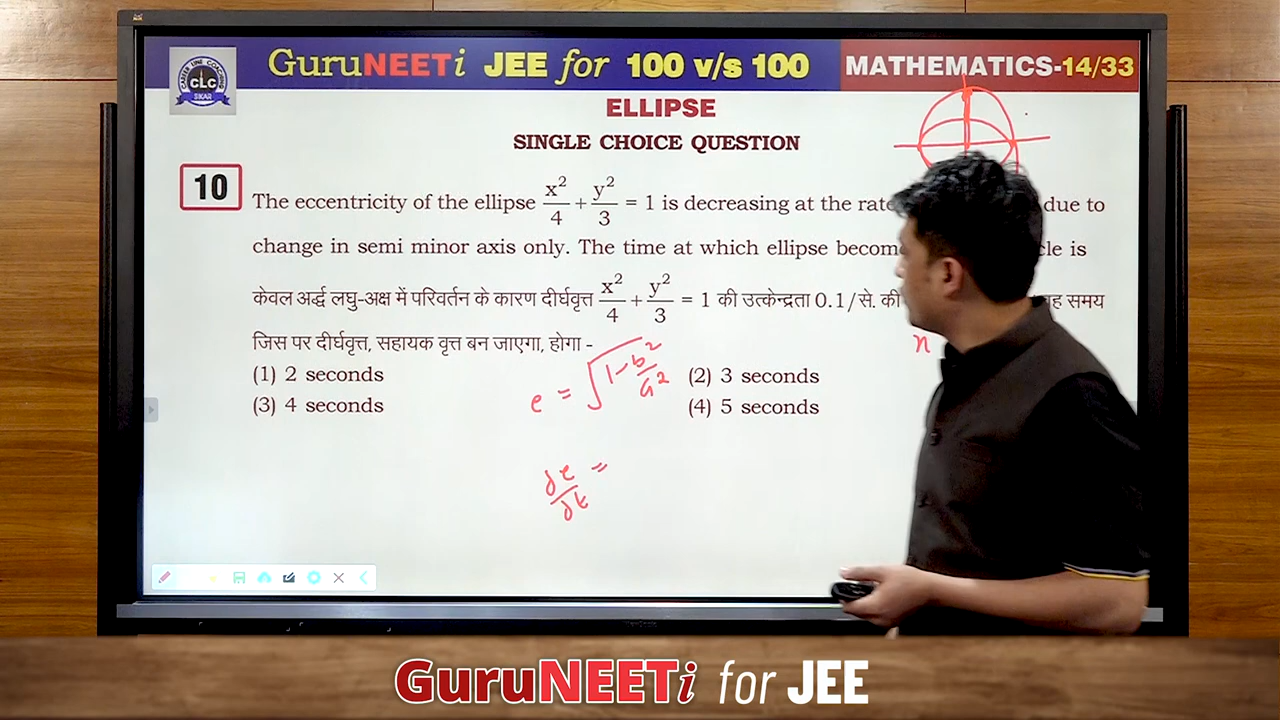 GuruNEETi JEE for 100 v/s 100
MATHEMATICS-14/33
CLC
SIKAR
ELLIPSE
SINGLE CHOICE QUESTION
10
The eccentricity of the ellipse x²/4 + y²/3 = 1 is decreasing at the rate due to
change in semi minor axis only. The time at which ellipse is
केवल अर्द्ध लघु-अक्ष में परिवर्तन के कारण दीर्घवृत्त x²/4 + y²/3 = 1 की उत्केन्द्रता 0.1/से. की समय
जिस पर दीर्घवृत्त, सहायक वृत्त बन जाएगा, होगा -
(1) 2 seconds
(2) 3 seconds
(3) 4 seconds
(4) 5 seconds
e = √1-b²/a²
de/dt =
GuruNEETi for JEE